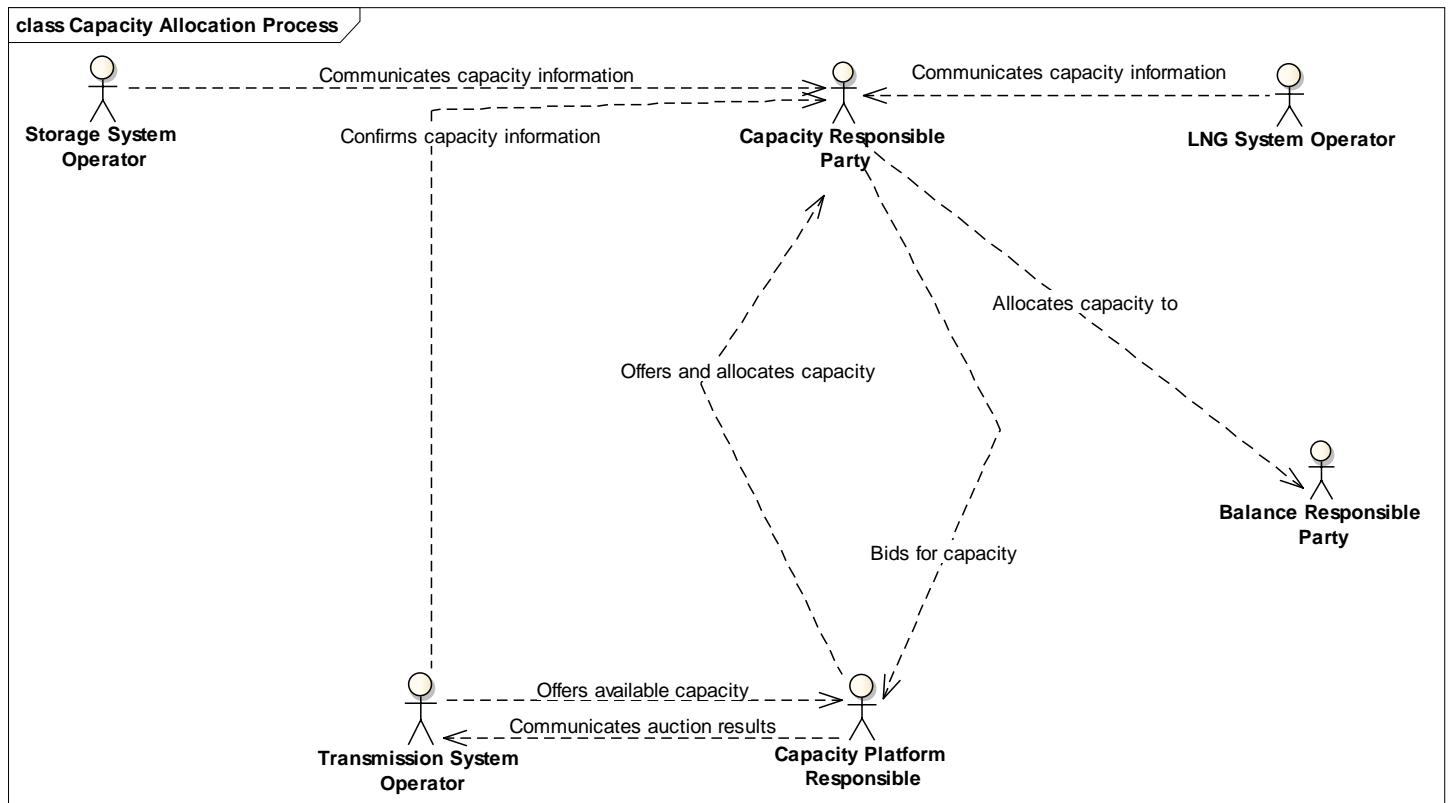 class Capacity Allocation Process
Communicates capacity information
Communicates capacity information
Storage System
Operator
Confirms capacity information
Capacity Responsible
Party
LNG System Operator
Allocates capacity to
Offers and allocates capacity
Balance Responsible
Party
Bids for capacity
Offers available capacity
Communicates auction results
Transmission System
Operator
Capacity Platform
Responsible